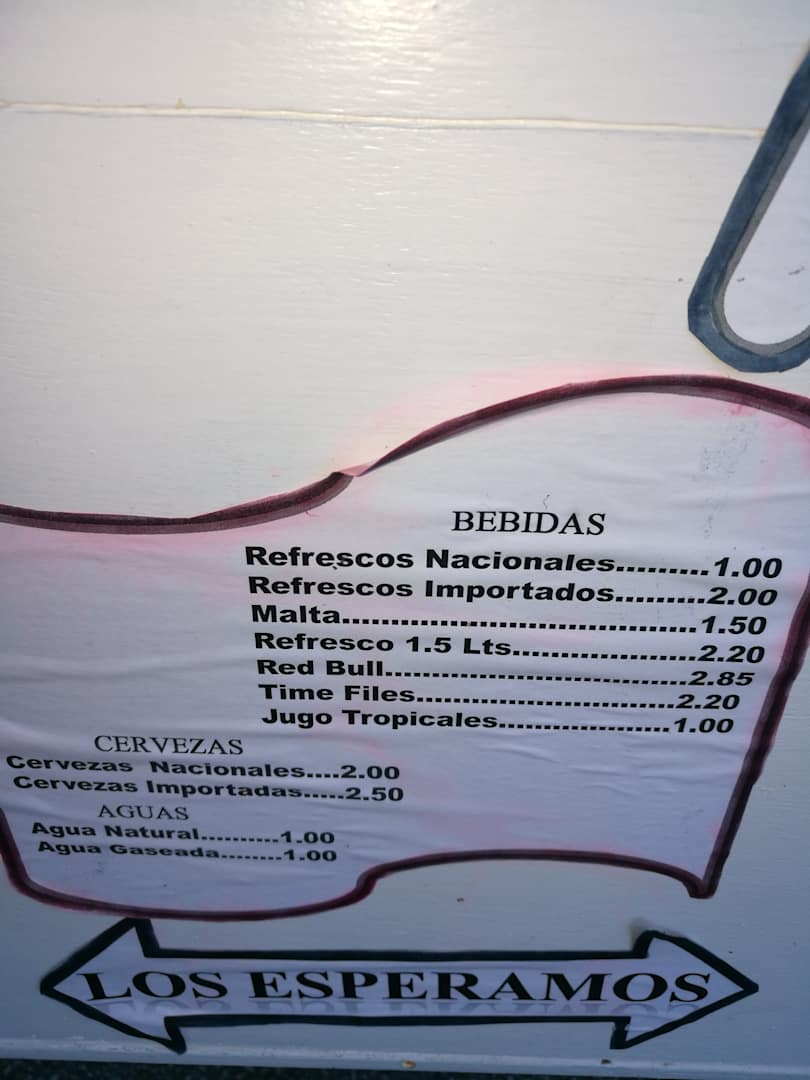 BEBIDAS
Refrescos Nacionales.........1.00
Refrescos Importados.........2.00
Malta....................................1.50
Refresco 1.5 Lts...................2.20
Red Bull................................2.85
Time Files...........................2.20
Jugo Tropicales..................1.00
CERVEZAS
Cervezas Nacionales....2.00
Cervezas Importadas.....2.50
AGUAS
Agua Natural..........1.00
Agua Gaseada........1.00
LOS ESPERAMOS